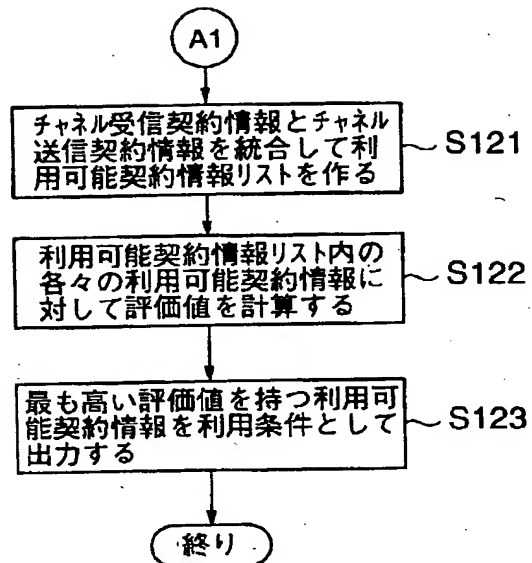 A1
チャネル受信契約情報とチャネル
送信契約情報を統合して利
用可能契約情報リストを作る
S121
利用可能契約情報リスト内の
各々の利用可能契約情報に
対して評価値を計算する
S122
最も高い評価値を持つ利用可
能契約情報を利用条件として
出力する
S123
終り